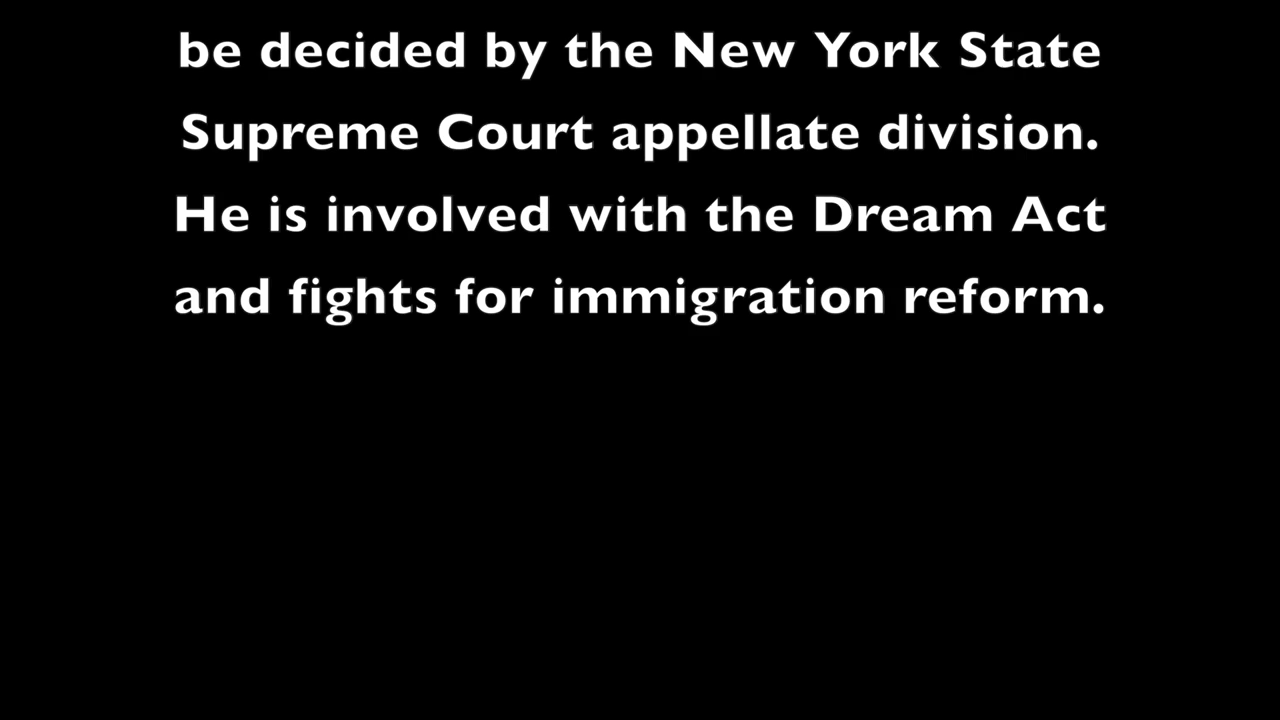 be decided by the New York State
Supreme Court appellate division.
He is involved with the Dream Act
and fights for immigration reform.